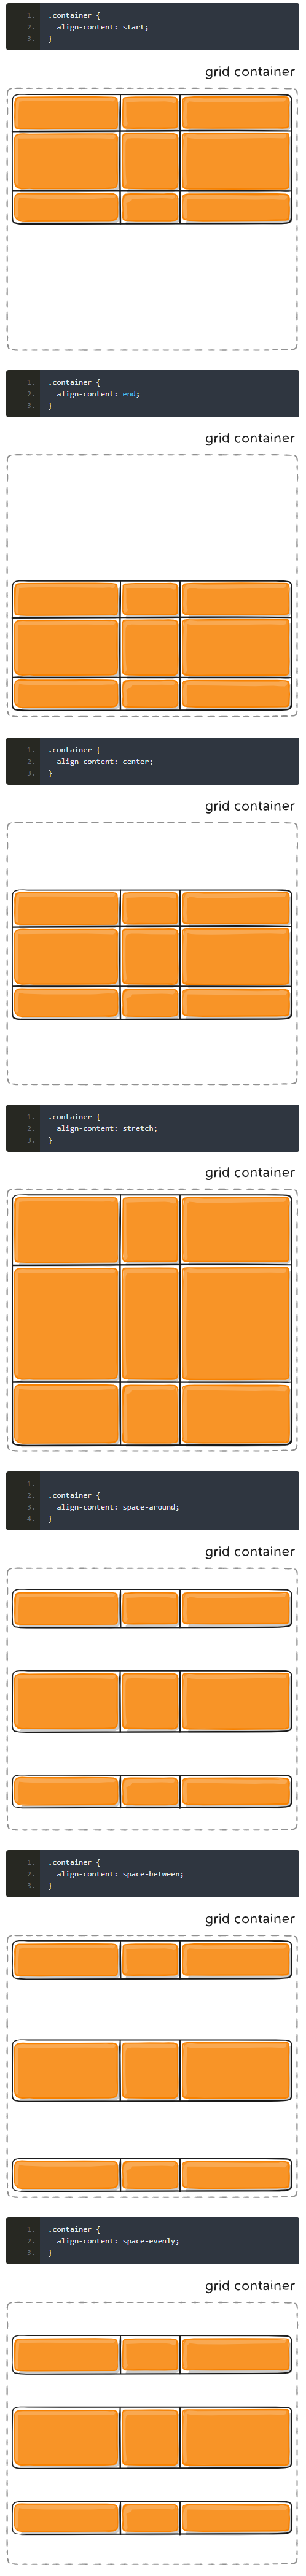 1. .container {
2. align-content: start;
3. }
grid container
1. .container {
2. align-content: end;
3. }
grid container
1. .container {
2. align-content: center;
3. }
grid container
1. .container {
2. align-content: stretch;
3. }
grid container
1.
2. .container {
3. align-content: space-around;
4. }
grid container
1. .container {
2. align-content: space-between;
3. }
grid container
1. .container {
2. align-content: space-evenly;
3. }
grid container